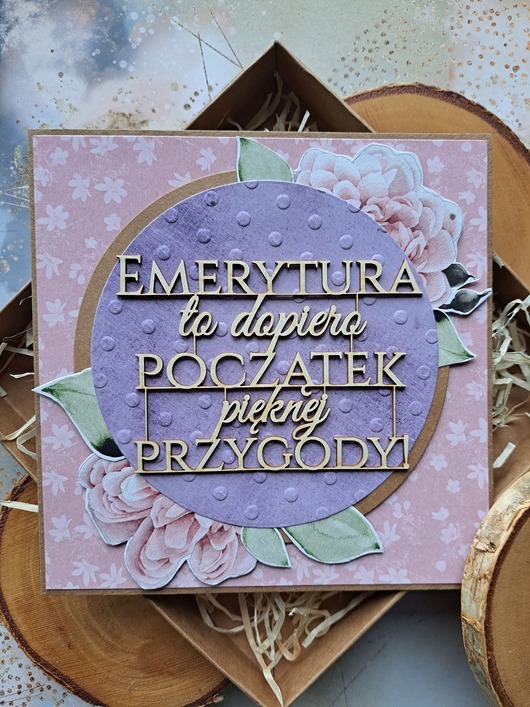 EMERYTURA
to dopiero
POCZĄTEK
pięknej
PRZYGODY!